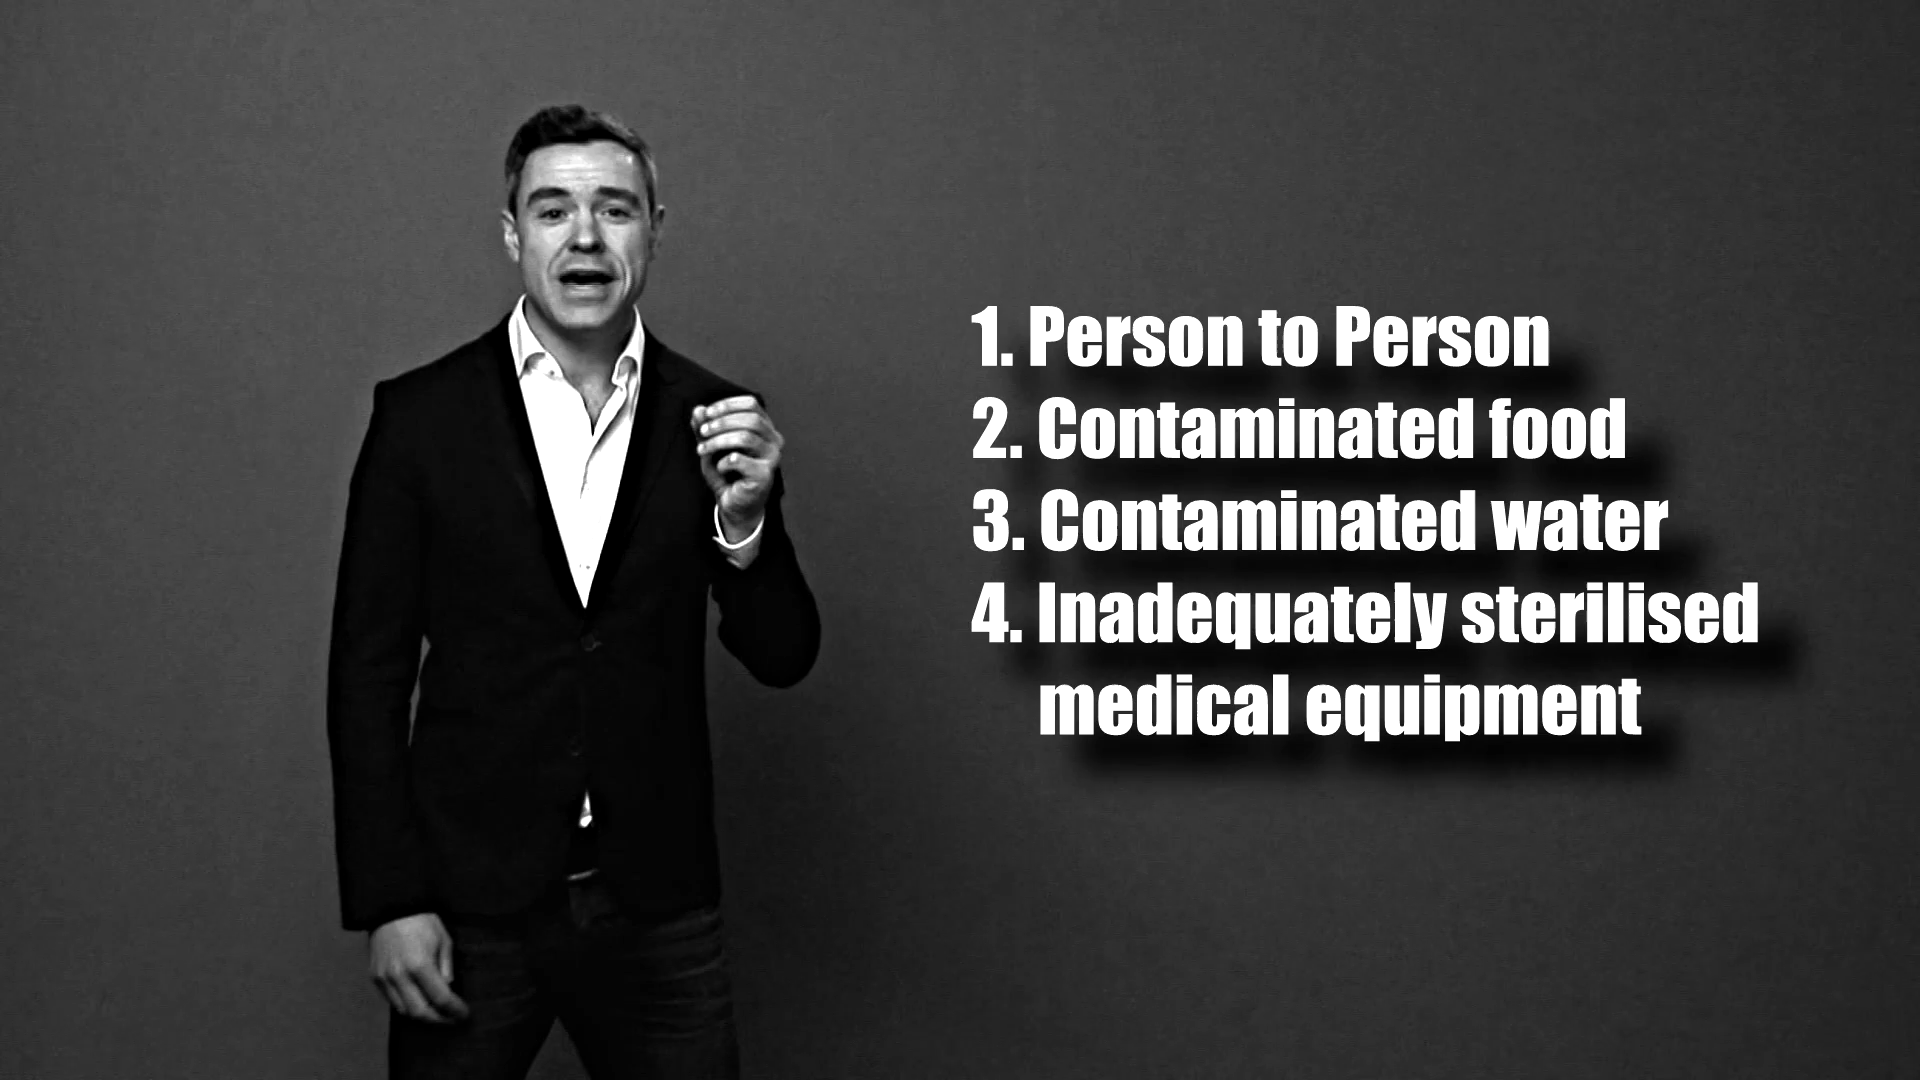 1. Person to Person
2. Contaminated food
3. Contaminated water
4. Inadequately sterilised
medical equipment